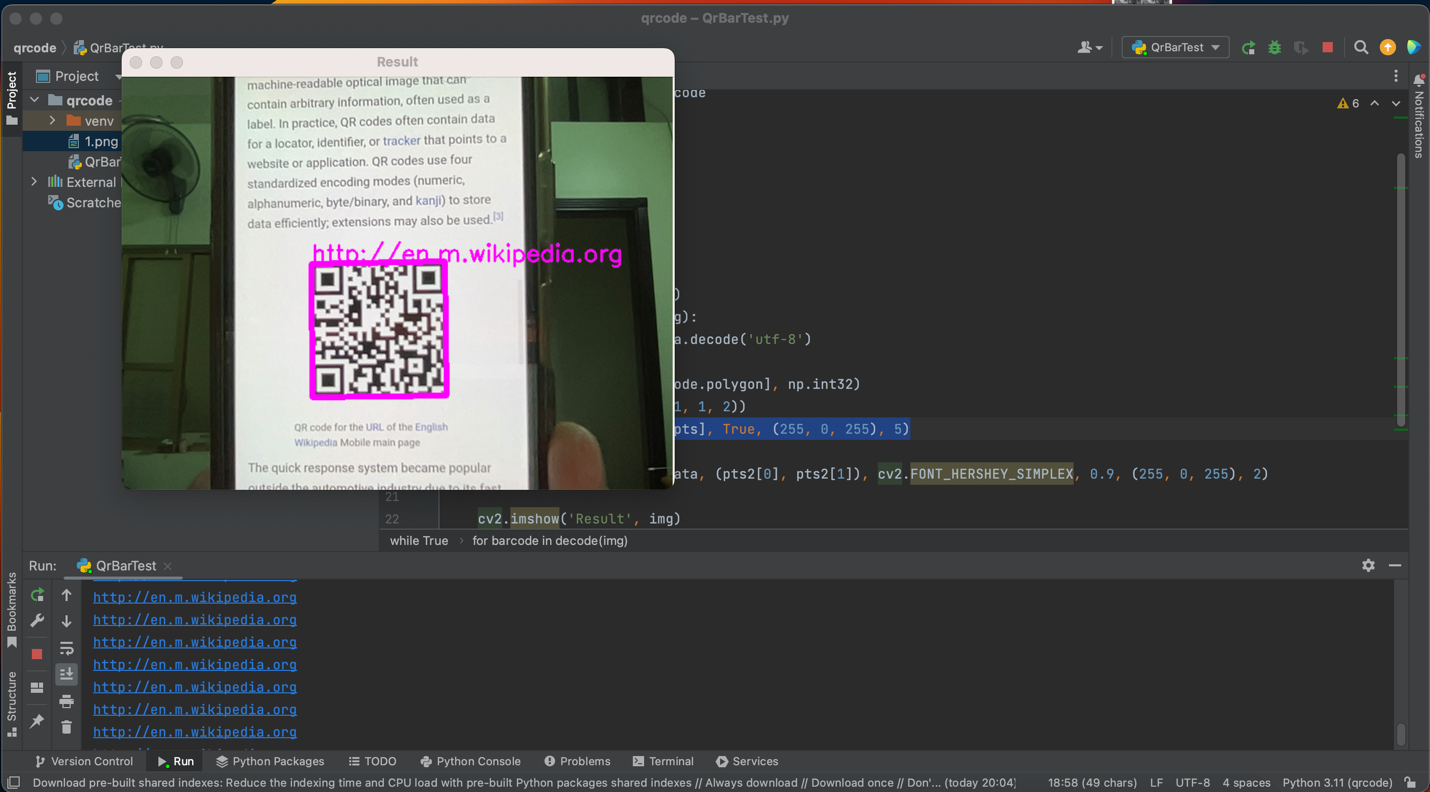 qrcode – QrBarTest.py
qrcode
QrBarTest.py
QrBarTest
Project
Project
qrcode
venv
1.png
QrBar
External
Scratche
Result
machine-readable optical image that can
contain arbitrary information, often used as a
label. In practice, QR codes often contain data
for a locator, identifier, or tracker that points to a
website or application. QR codes use four
standardized encoding modes (numeric,
alphanumeric, byte/binary, and kanji) to store
data efficiently; extensions may also be used.[3]
http://en.m.wikipedia.org
QR code for the URL of the English
Wikipedia Mobile main page
The quick response system became popular
outside the automotive industry due to its fast
code
6
Notifications
)
g):
a.decode('utf-8')
ode.polygon], np.int32)
1, 1, 2))
pts], True, (255, 0, 255), 5)
ata, (pts2[0], pts2[1]), cv2.FONT_HERSHEY_SIMPLEX, 0.9, (255, 0, 255), 2)
21
22 cv2.imshow('Result', img)
while True
for barcode in decode(img)
Run:
QrBarTest
http://en.m.wikipedia.org
http://en.m.wikipedia.org
http://en.m.wikipedia.org
http://en.m.wikipedia.org
http://en.m.wikipedia.org
http://en.m.wikipedia.org
http://en.m.wikipedia.org
Bookmarks
Structure
Version Control
Run
Python Packages
TODO
Python Console
Problems
Terminal
Services
Download pre-built shared indexes: Reduce the indexing time and CPU load with pre-built Python packages shared indexes // Always download // Download once // Don'... (today 20:04)
18:58 (49 chars)
LF
UTF-8
4 spaces
Python 3.11 (qrcode)